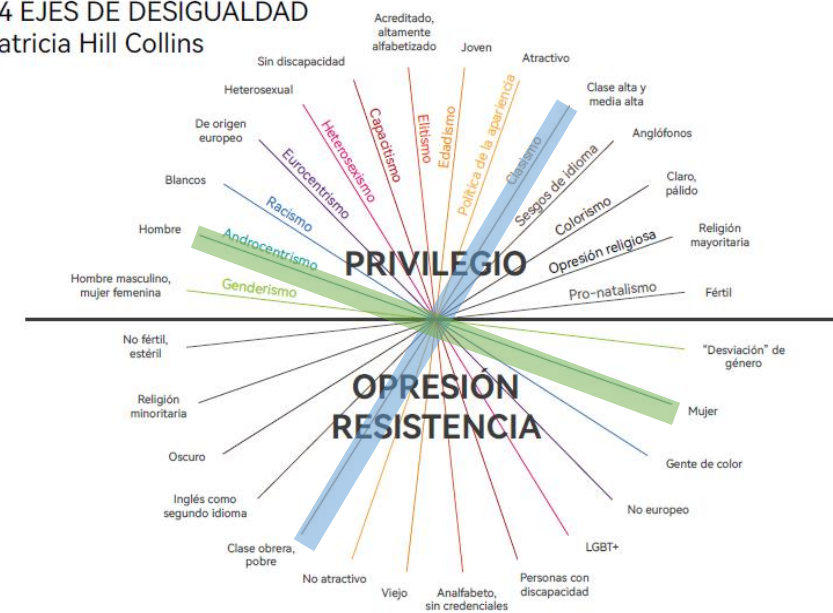 4 EJES DE DESIGUALDAD
atricia Hill Collins
Acreditado,
altamente
alfabetizado
Joven
Atractivo
Sin discapacidad
Clase alta y
media alta
Heterosexual
De origen
europeo
Anglófonos
Blancos
Claro,
pálido
Hombre
Religión
mayoritaria
Hombre masculino,
mujer femenina
Fértil
Genderismo
Androcentrismo
Racismo
Eurocentrismo
Heterosexismo
Capacitismo
Elitismo
Edadismo
Política de la apariencia
Clasismo
Sesgos de idioma
Colorismo
Opresión religiosa
Pro-natalismo
PRIVILEGIO
OPRESIÓN
RESISTENCIA
No fértil,
estéril
"Desviación" de
género
Religión
minoritaria
Mujer
Oscuro
Gente de color
Inglés como
segundo idioma
No europeo
Clase obrera,
pobre
LGBT+
No atractivo
Viejo
Analfabeto,
sin credenciales
Personas con
discapacidad